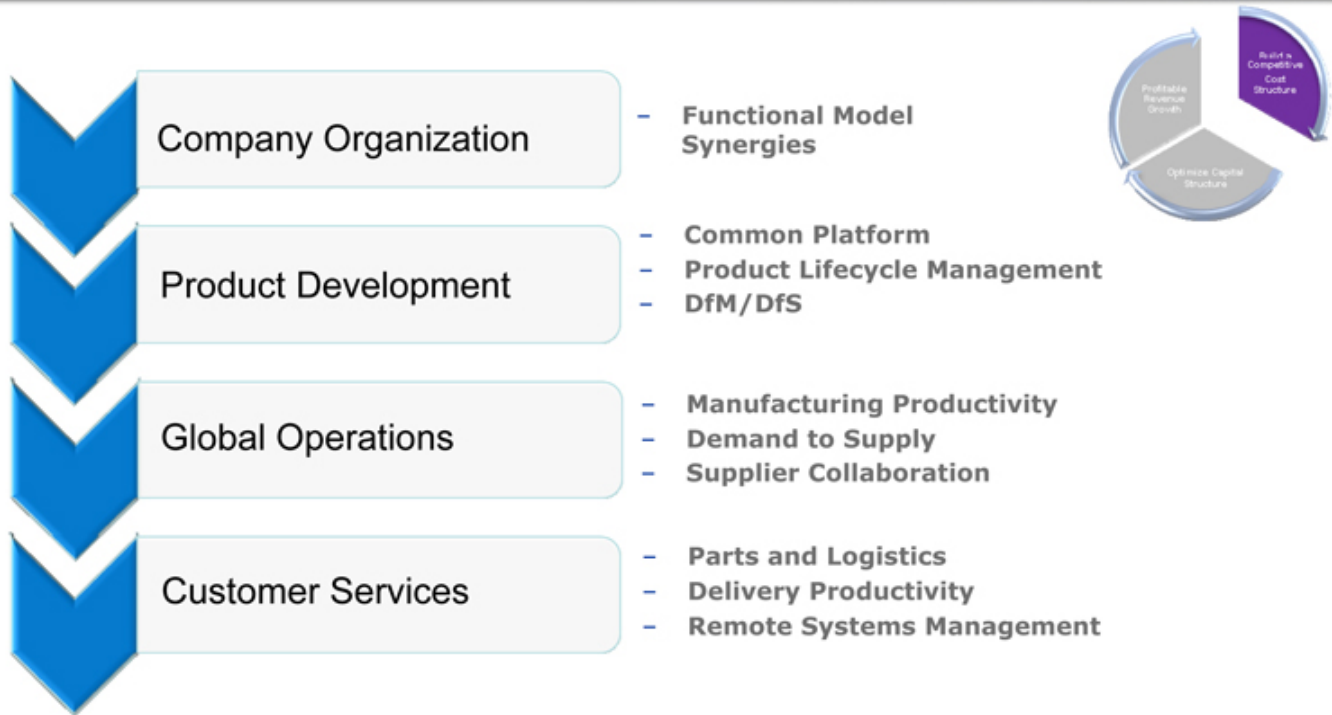 Company Organization
– Functional Model
Synergies
Product Development
– Common Platform
– Product Lifecycle Management
– DfM/DfS
Global Operations
– Manufacturing Productivity
– Demand to Supply
– Supplier Collaboration
Customer Services
– Parts and Logistics
– Delivery Productivity
– Remote Systems Management
Build a
Competitive
Cost
Structure
Profitable
Revenue
Growth
Optimize Capital
Structure